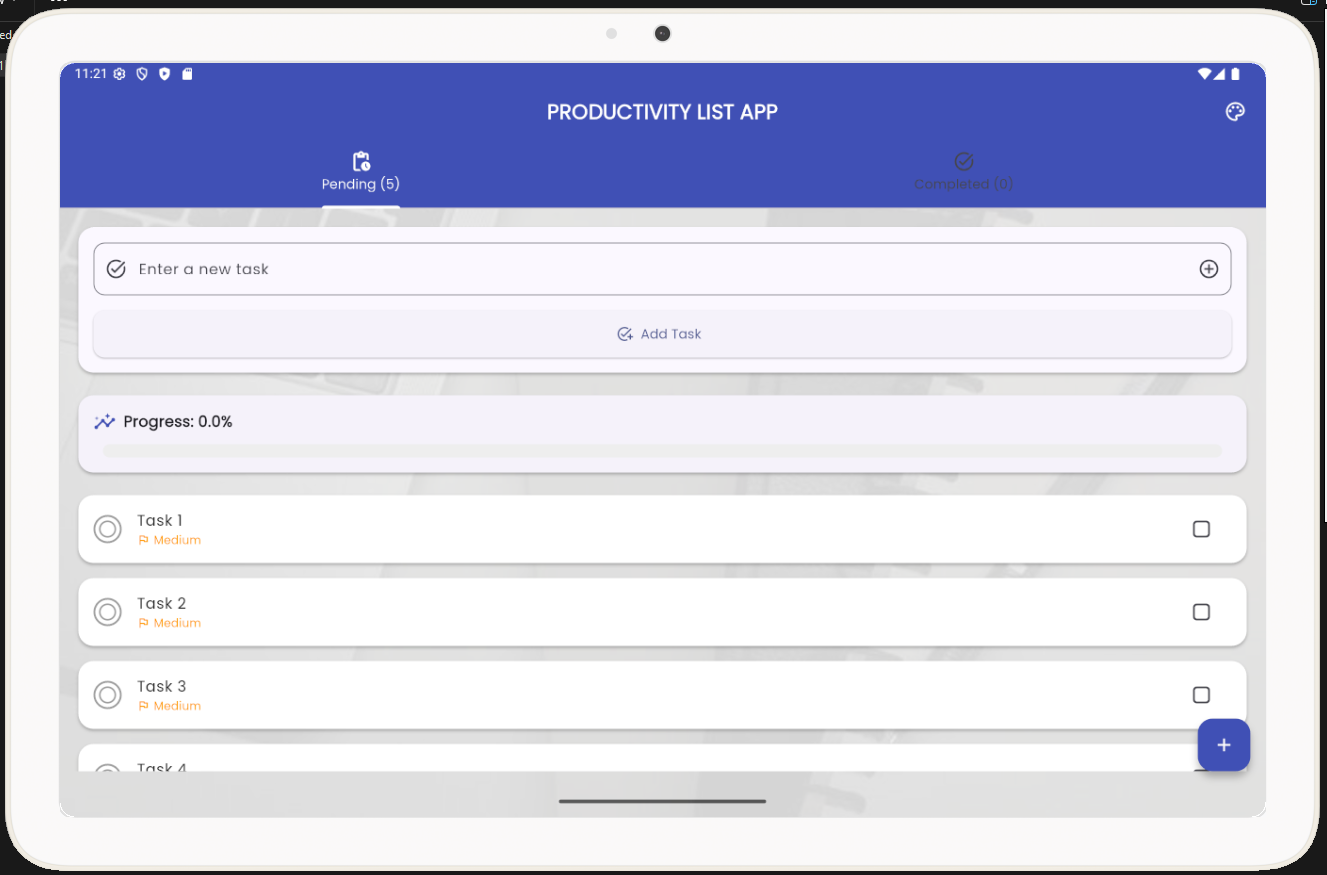 11:21
PRODUCTIVITY LIST APP
Pending (5)
Completed (0)
Enter a new task
Add Task
Progress: 0.0%
Task 1
Medium
Task 2
Medium
Task 3
Medium
Task 4